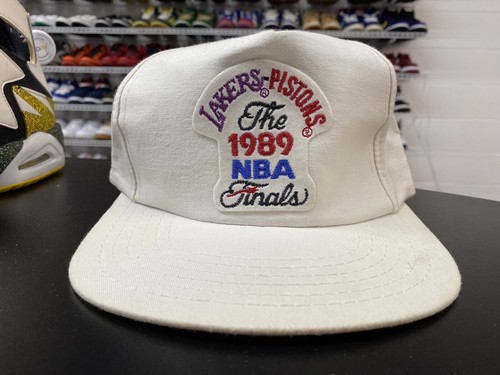 LAKERS®-PISTONS®
The
1989
NBA
Finals